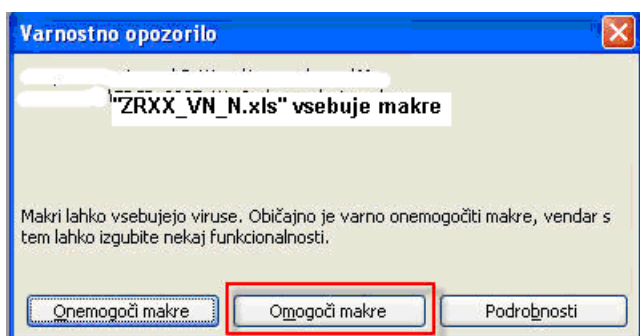 Varnostno opozorilo
"ZRXX_VN_N.xls" vsebuje makre
Makri lahko vsebujejo viruse. Običajno je varno onemogočiti makre, vendar s
tem lahko izgubite nekaj funkcionalnosti.
Onemogoči makre Omogoči makre Podrobnosti